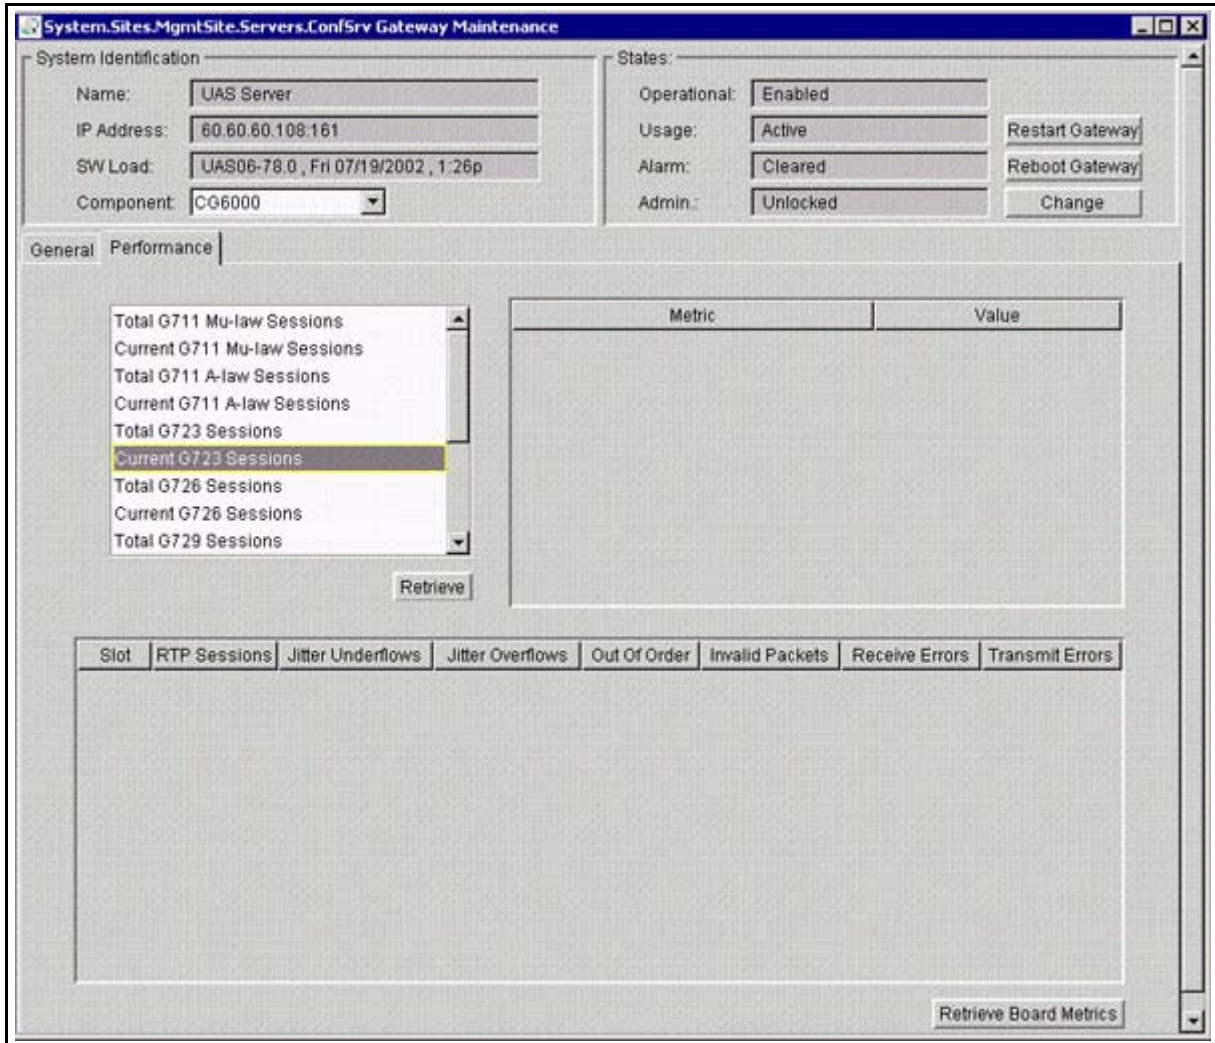 System.Sites.MgmtSite.Servers.ConfSrv Gateway Maintenance
System Identification
Name: UAS Server
IP Address: 60.60.60.108:161
SW Load: UAS06-78.0 , Fri 07/19/2002 , 1:26p
Component: CG6000
States:
Operational: Enabled
Usage: Active
Restart Gateway
Alarm: Cleared
Reboot Gateway
Admin.: Unlocked
Change
General Performance
Total G711 Mu-law Sessions
Current G711 Mu-law Sessions
Total G711 A-law Sessions
Current G711 A-law Sessions
Total G723 Sessions
Current G723 Sessions
Total G726 Sessions
Current G726 Sessions
Total G729 Sessions
Retrieve
Metric Value
Slot RTP Sessions Jitter Underflows Jitter Overflows Out Of Order Invalid Packets Receive Errors Transmit Errors
Retrieve Board Metrics